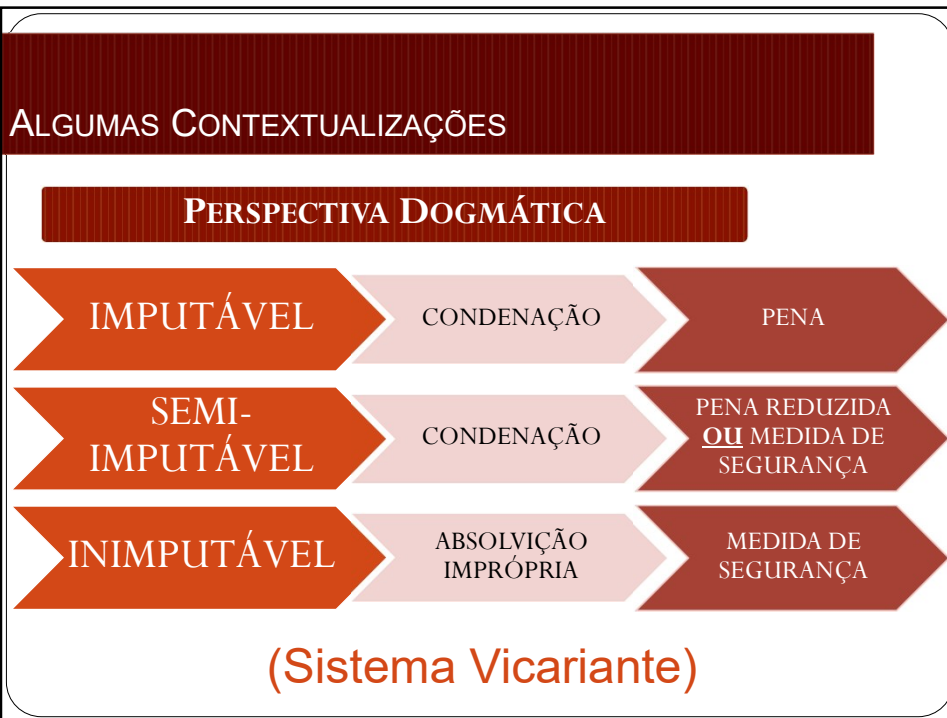 ALGUMAS CONTEXTUALIZAÇÕES
PERSPECTIVA DOGMÁTICA
IMPUTÁVEL
CONDENAÇÃO
PENA
SEMI-
IMPUTÁVEL
CONDENAÇÃO
PENA REDUZIDA
OU MEDIDA DE
SEGURANÇA
INIMPUTÁVEL
ABSOLVIÇÃO
IMPRÓPRIA
MEDIDA DE
SEGURANÇA
(Sistema Vicariante)